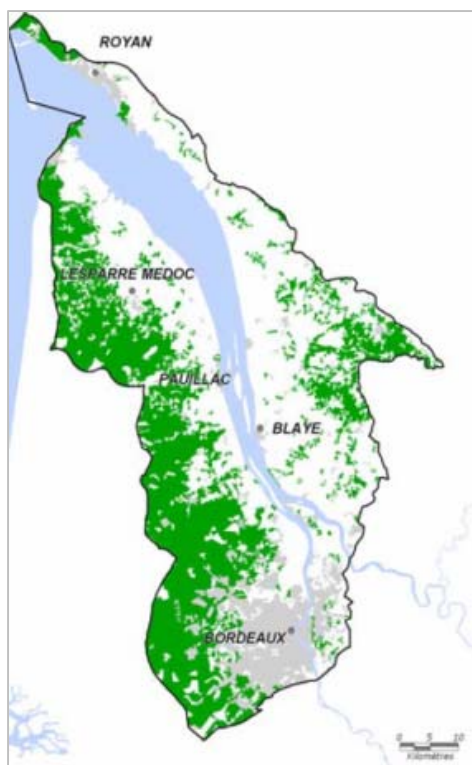 ROYAN
LESPARRE MEDOC
PAUILLAC
BLAYE
BORDEAUX
0 5 10
Kilomètres